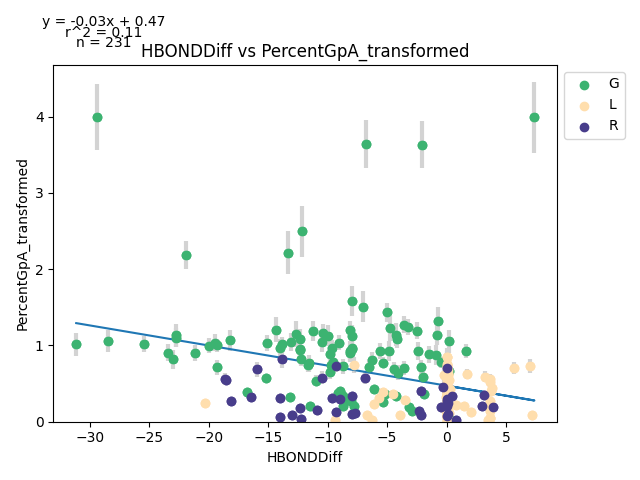 y = -0.03x + 0.47
r^2 = 0.11
n = 231
HBONDDiff vs PercentGpA_transformed
G
L
R
PercentGpA_transformed
4
3
2
1
0
−30
−25
−20
−15
−10
−5
0
5
HBONDDiff